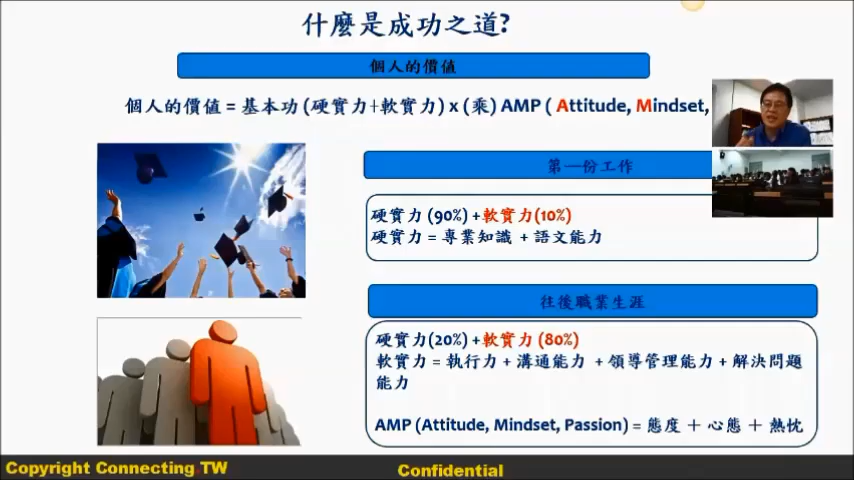 什麼是成功之道?
個人的價值
個人的價值 = 基本功 (硬實力+軟實力) x (乘) AMP ( Attitude, Mindset,
第一份工作
硬實力 (90%) +軟實力(10%)
硬實力 = 專業知識 + 語文能力
往後職業生涯
硬實力(20%) +軟實力 (80%)
軟實力 = 執行力 + 溝通能力 + 領導管理能力 + 解決問題
能力
AMP (Attitude, Mindset, Passion) = 態度 + 心態 + 熱忱
Copyright Connecting.TW
Confidential